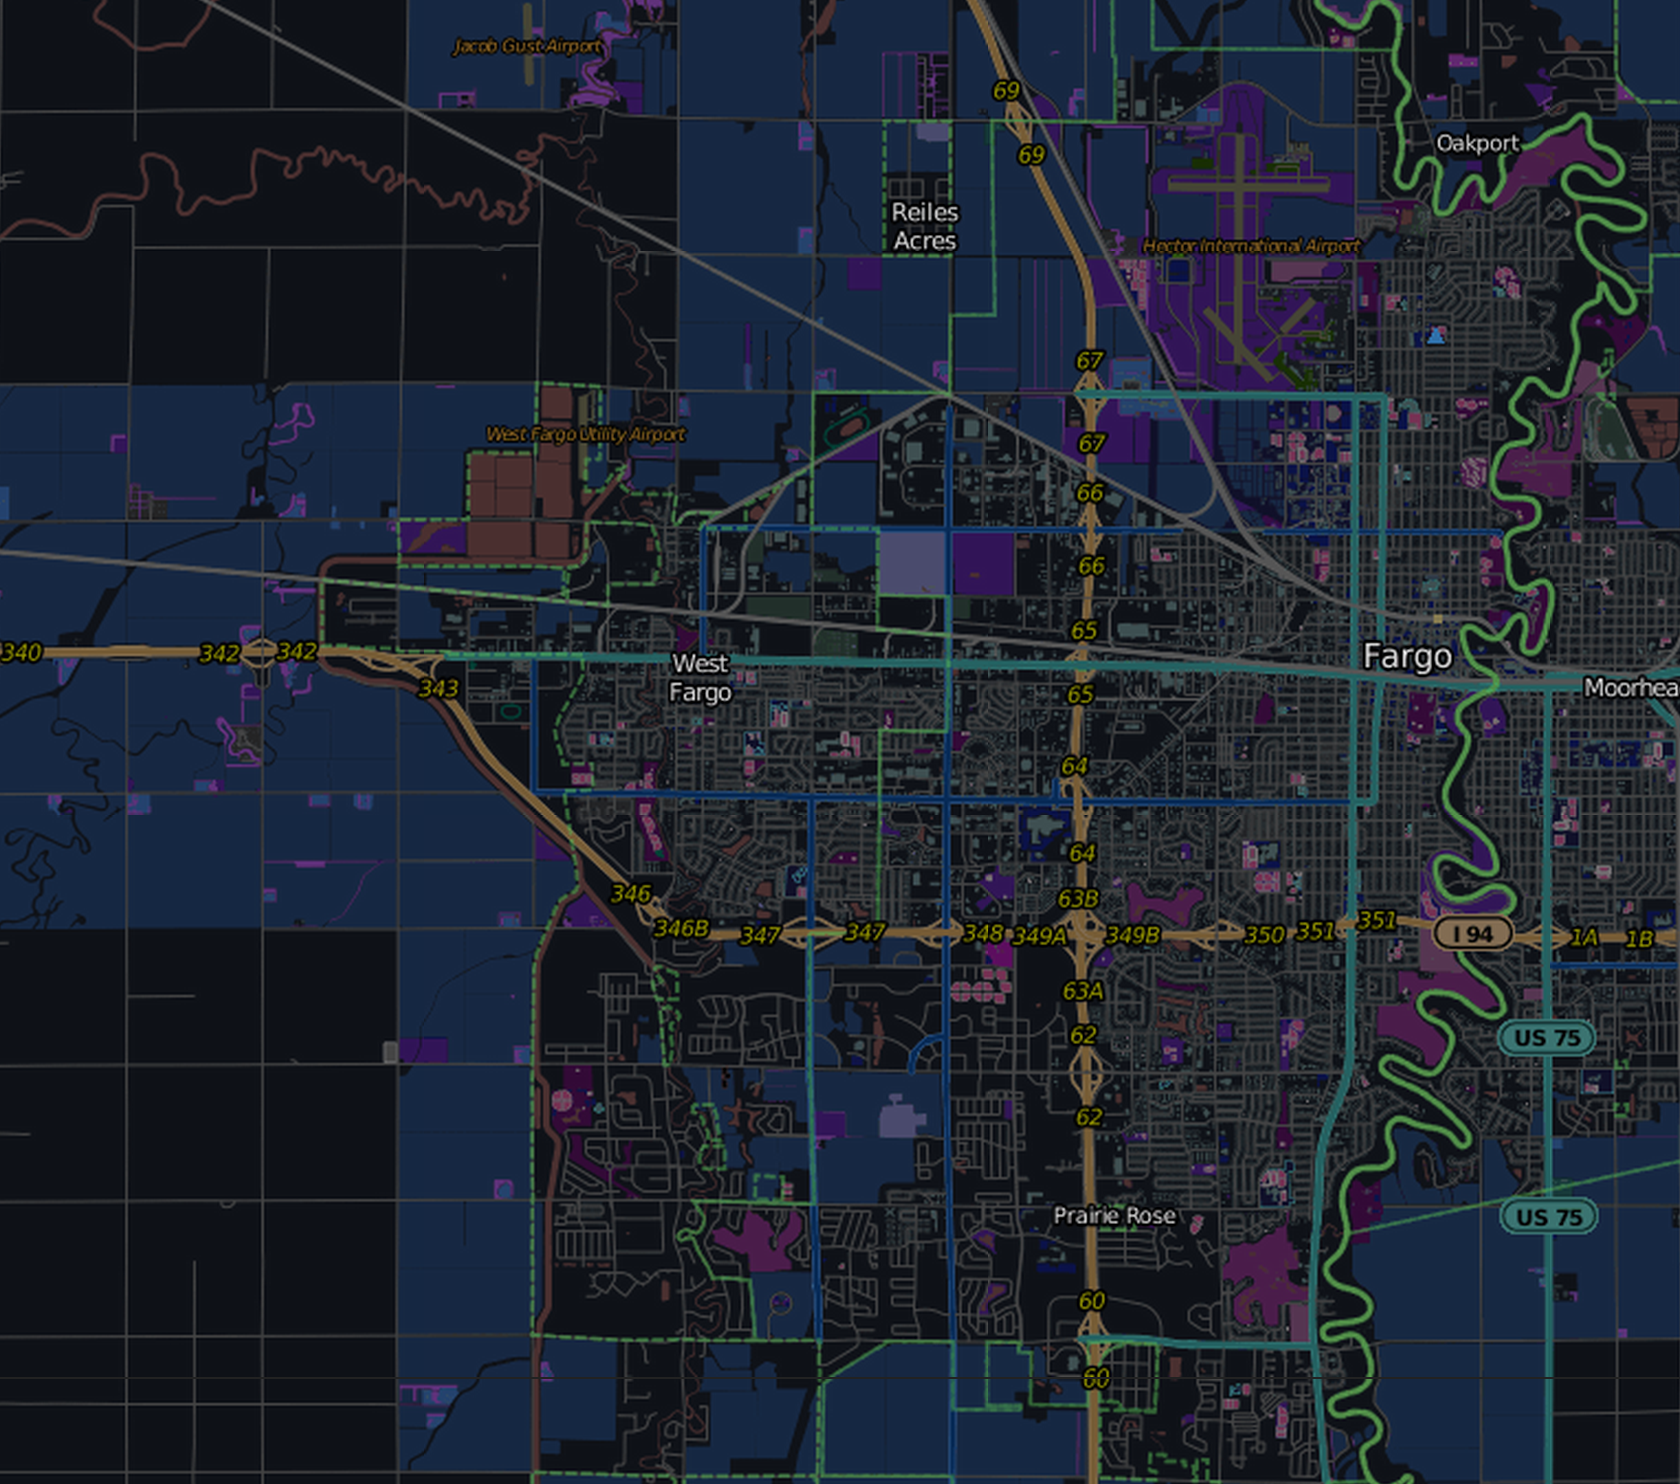 Jacob Gust Airport
69
Oakport
69
Reiles
Acres
Hector International Airport
67
West Fargo Utility Airport
67
66
66
65
340
342
342
West
Fargo
Fargo
343
65
Moorhea
64
64
346
63B
346B
347
347
348
349A
349B
350
351
351
I 94
1A
1B
63A
62
US 75
62
Prairie Rose
US 75
60
60